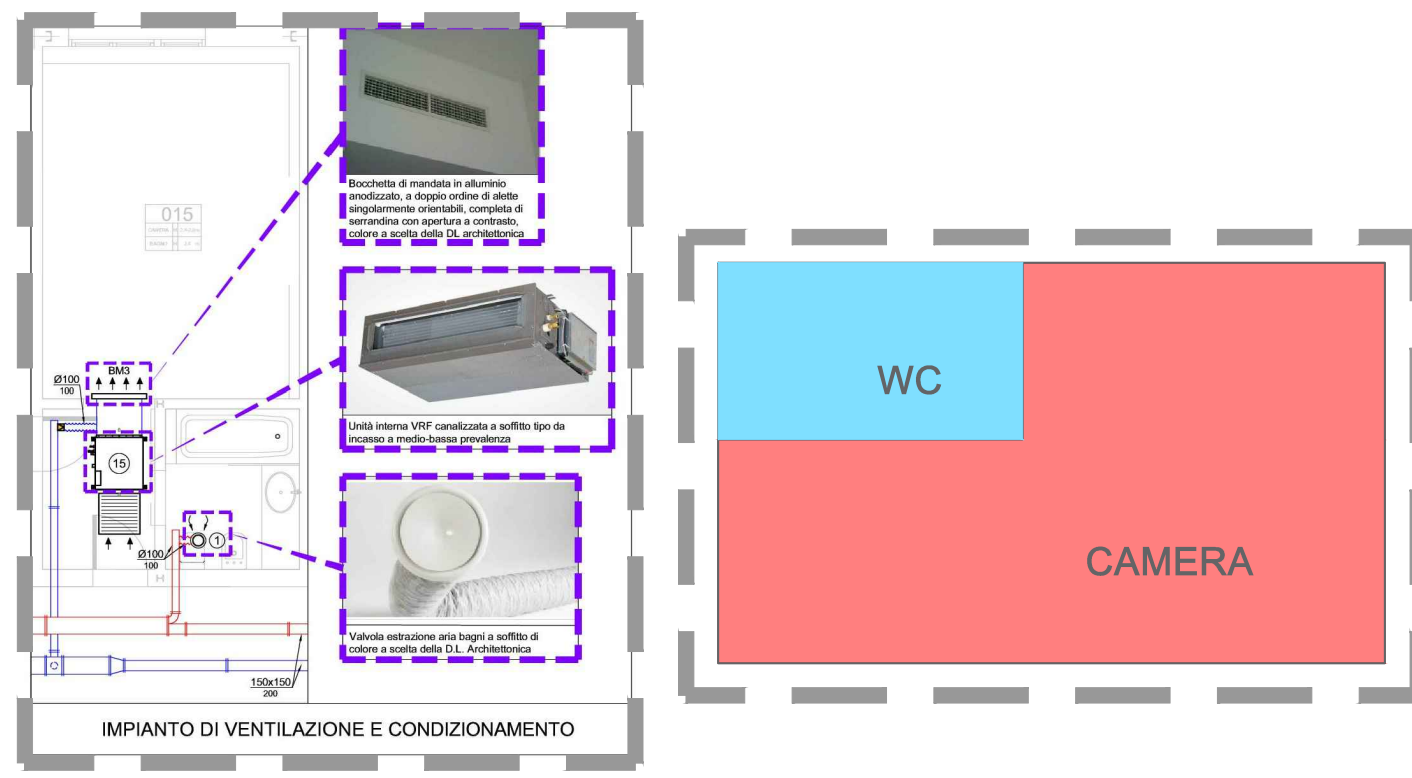 015
Bocchetta di mandata in alluminio
anodizzato, a doppio ordine di alette
singolarmente orientabili, completa di
serrandina con apertura a contrasto,
colore a scelta della DL architettonica
BM3
Ø100
100
15
Unità interna VRF canalizzata a soffitto tipo da
incasso a medio-bassa prevalenza
1
Ø100
100
Valvola estrazione aria bagni a soffitto di
colore a scelta della D.L. Architettonica
150x150
200
IMPIANTO DI VENTILAZIONE E CONDIZIONAMENTO
WC
CAMERA